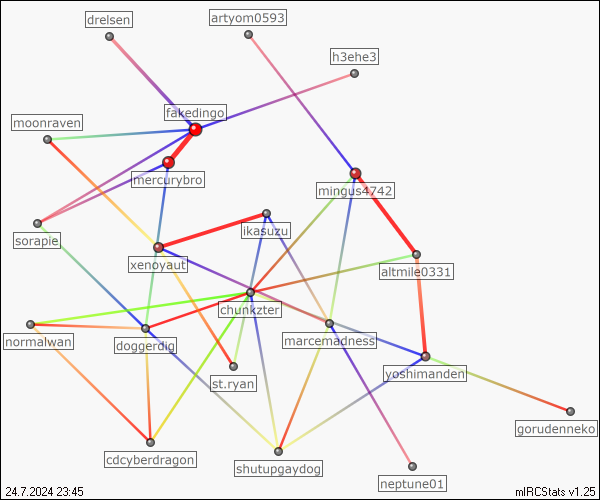 drelsen
artyom0593
h3ehe3
fakedingo
moonraven
mercurybro
mingus4742
ikasuzu
sorapie
xenoyaut
altmile0331
chunkzter
marcemadness
normalwan
doggerdig
yoshimanden
st.ryan
gorudenneko
cdcyberdragon
shutupgaydog
neptune01
24.7.2024 23:45
mIRCStats v1.25